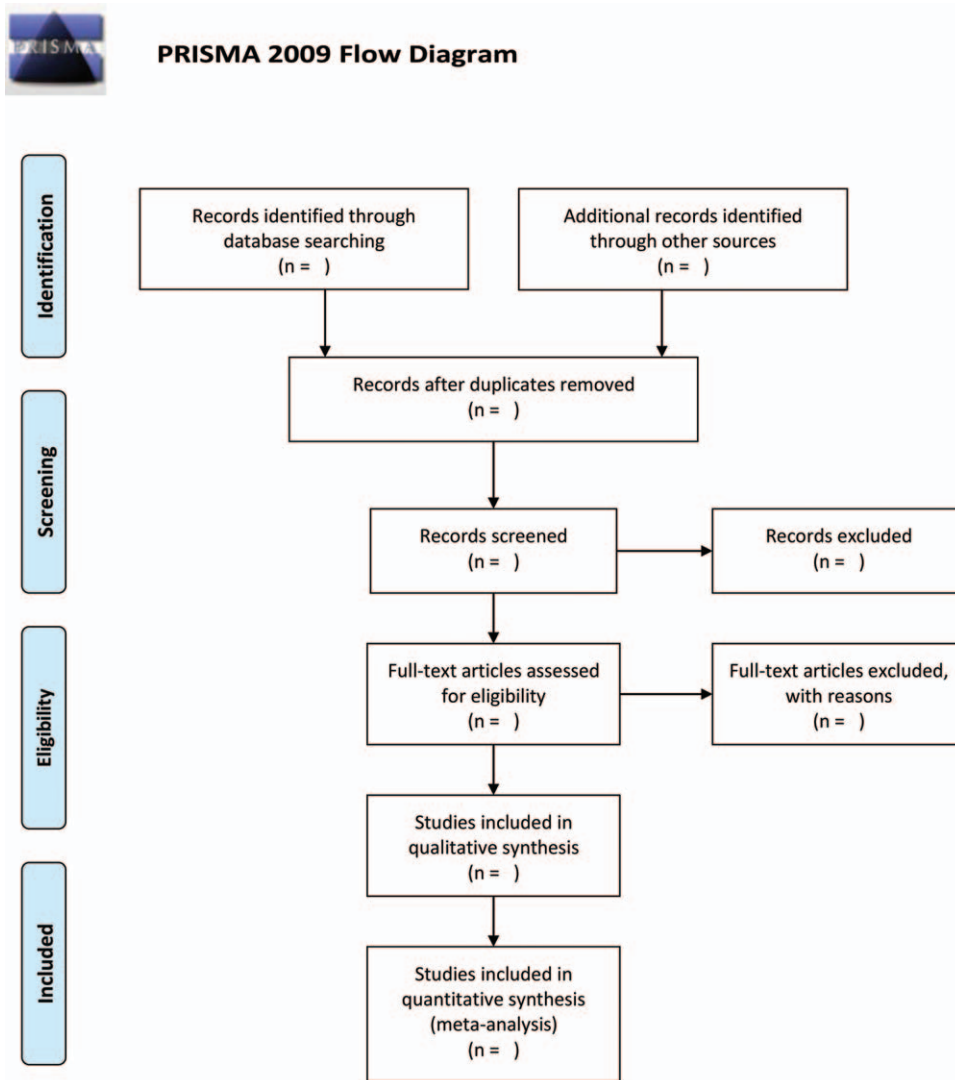 PRISMA
PRISMA 2009 Flow Diagram
Identification
Records identified through
database searching
(n =   )
Additional records identified
through other sources
(n =   )
Records after duplicates removed
(n =   )
Screening
Records screened
(n =   )
Records excluded
(n =   )
Eligibility
Full-text articles assessed
for eligibility
(n =   )
Full-text articles excluded,
with reasons
(n =   )
Studies included in
qualitative synthesis
(n =   )
Included
Studies included in
quantitative synthesis
(meta-analysis)
(n =   )